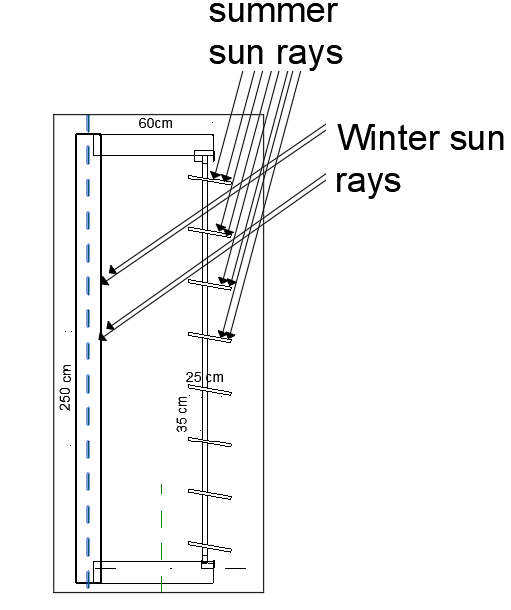 summer
sun rays
60cm
Winter sun
rays
25 cm
250 cm
35 cm